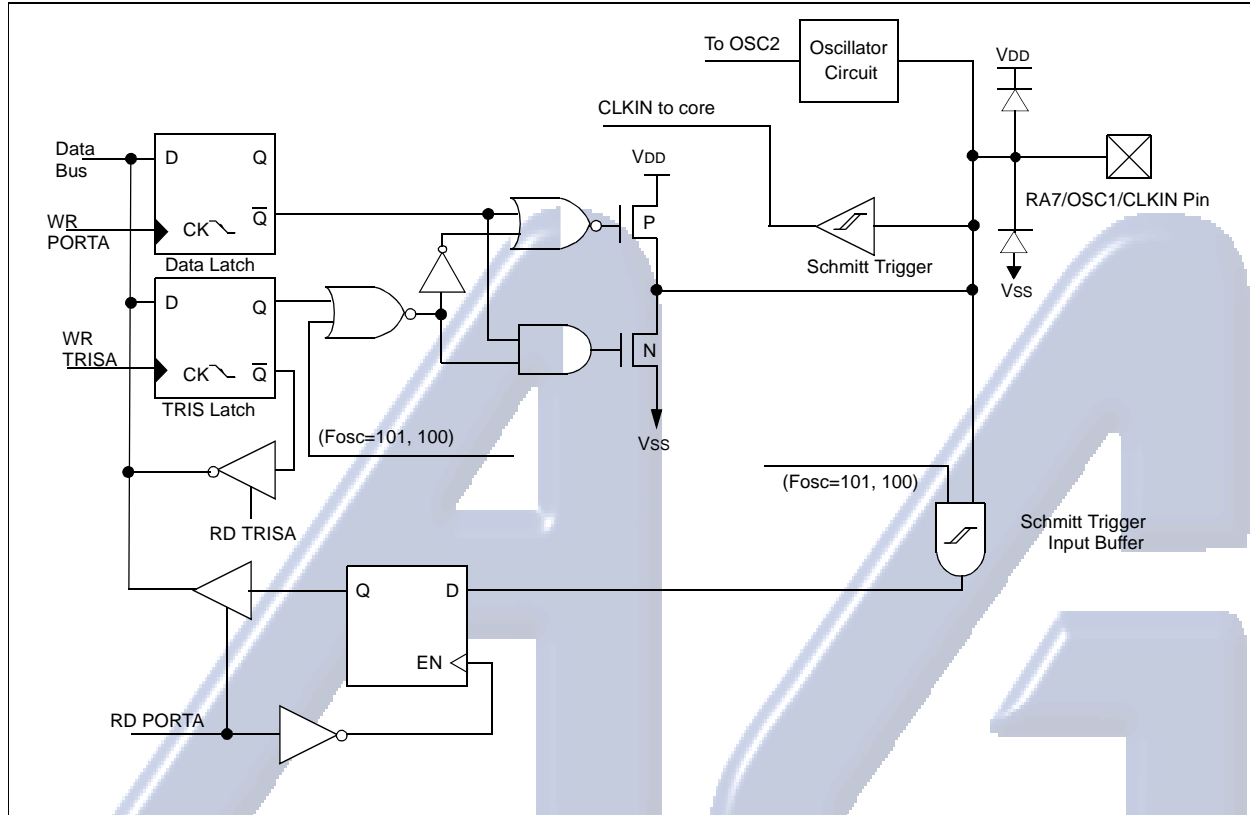 To OSC2
Oscillator
Circuit
VDD
CLKIN to core
Data
Bus
D
Q
VDD
WR
PORTA
CK
Q
P
RA7/OSC1/CLKIN Pin
Data Latch
Schmitt Trigger
D
Q
VSS
WR
TRISA
N
CK
Q
TRIS Latch
(Fosc=101, 100)
VSS
(Fosc=101, 100)
RD TRISA
Schmitt Trigger
Input Buffer
Q
D
EN
RD PORTA